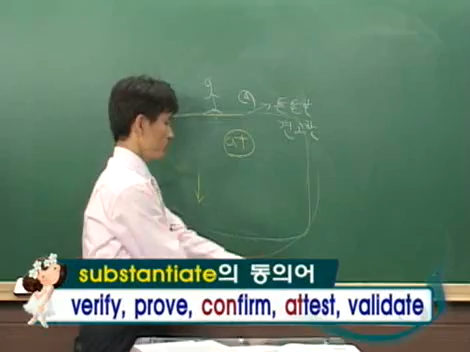 substantiate의 동의어
verify, prove, confirm, attest, validate